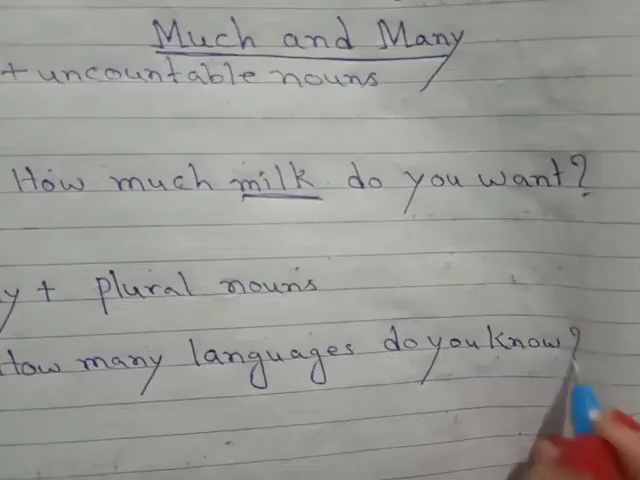 Much and Many
+ uncountable nouns
How much milk do you want?
y + plural nouns
How many languages do you know?